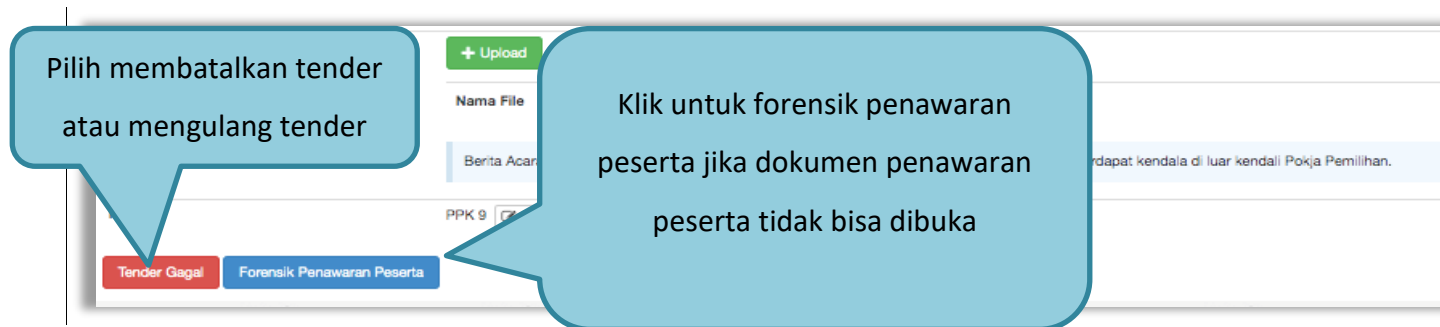 Pilih membatalkan tender
atau mengulang tender
+ Upload
Nama File
Klik untuk forensik penawaran
peserta jika dokumen penawaran
peserta tidak bisa dibuka
Berita Acar
rdapat kendala di luar kendali Pokja Pemilihan.
PPK 9
Tender Gagal
Forensik Penawaran Peserta